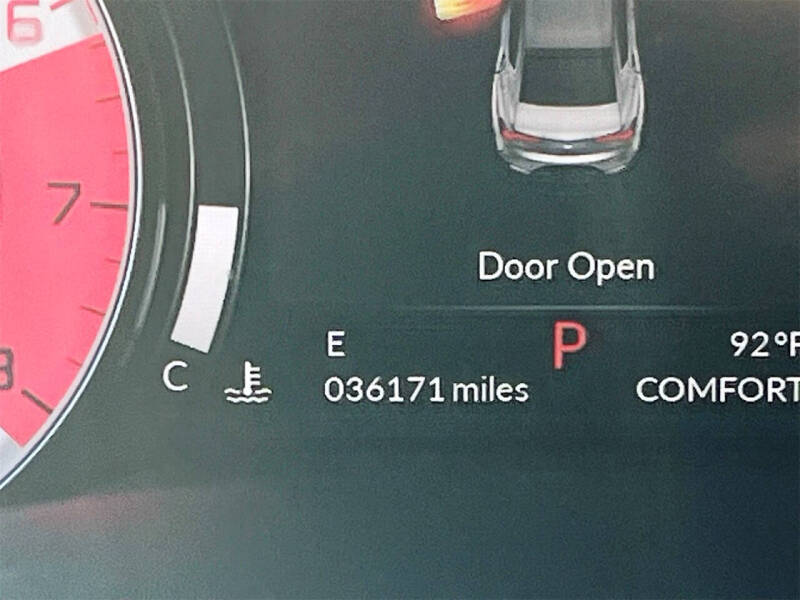 6
7
8
Door Open
E P 92°F
C 036171 miles COMFORT